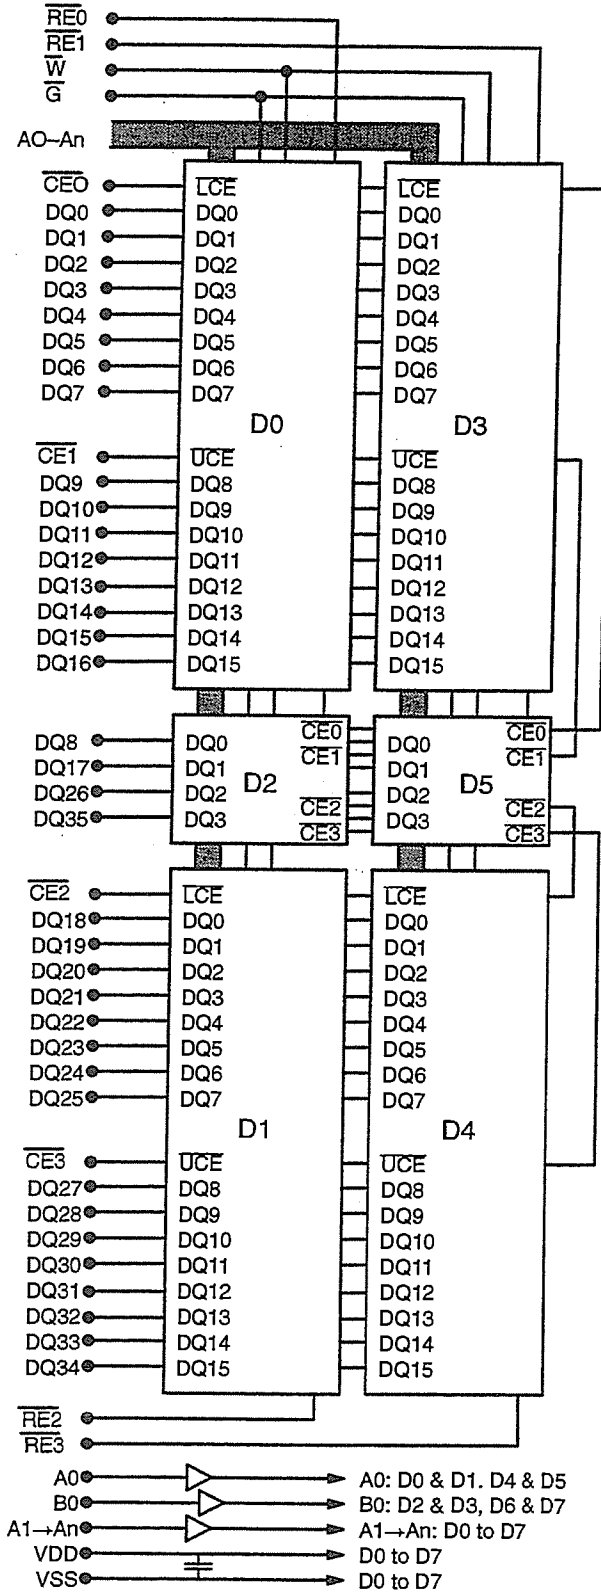 RE0
RE1
W
G
AO–An
CEO LCE LCE
DQ0 DQ0 DQ0
DQ1 DQ1 DQ1
DQ2 DQ2 DQ2
DQ3 DQ3 DQ3
DQ4 DQ4 DQ4
DQ5 DQ5 DQ5
DQ6 DQ6 DQ6
DQ7 DQ7 DQ7
D0 D3
CE1 UCE UCE
DQ9 DQ8 DQ8
DQ10 DQ9 DQ9
DQ11 DQ10 DQ10
DQ12 DQ11 DQ11
DQ13 DQ12 DQ12
DQ14 DQ13 DQ13
DQ15 DQ14 DQ14
DQ16 DQ15 DQ15
CE0 CE0
DQ8 DQ0 DQ0
CE1 CE1
DQ17 DQ1 DQ1
D2 D5
DQ26 DQ2 DQ2
CE2 CE2
DQ35 DQ3 DQ3
CE3 CE3
CE2 LCE LCE
DQ18 DQ0 DQ0
DQ19 DQ1 DQ1
DQ20 DQ2 DQ2
DQ21 DQ3 DQ3
DQ22 DQ4 DQ4
DQ23 DQ5 DQ5
DQ24 DQ6 DQ6
DQ25 DQ7 DQ7
D1 D4
CE3 UCE UCE
DQ27 DQ8 DQ8
DQ28 DQ9 DQ9
DQ29 DQ10 DQ10
DQ30 DQ11 DQ11
DQ31 DQ12 DQ12
DQ32 DQ13 DQ13
DQ33 DQ14 DQ14
DQ34 DQ15 DQ15
RE2
RE3
A0 A0: D0 & D1. D4 & D5
B0 B0: D2 & D3, D6 & D7
A1→An A1→An: D0 to D7
VDD D0 to D7
VSS D0 to D7